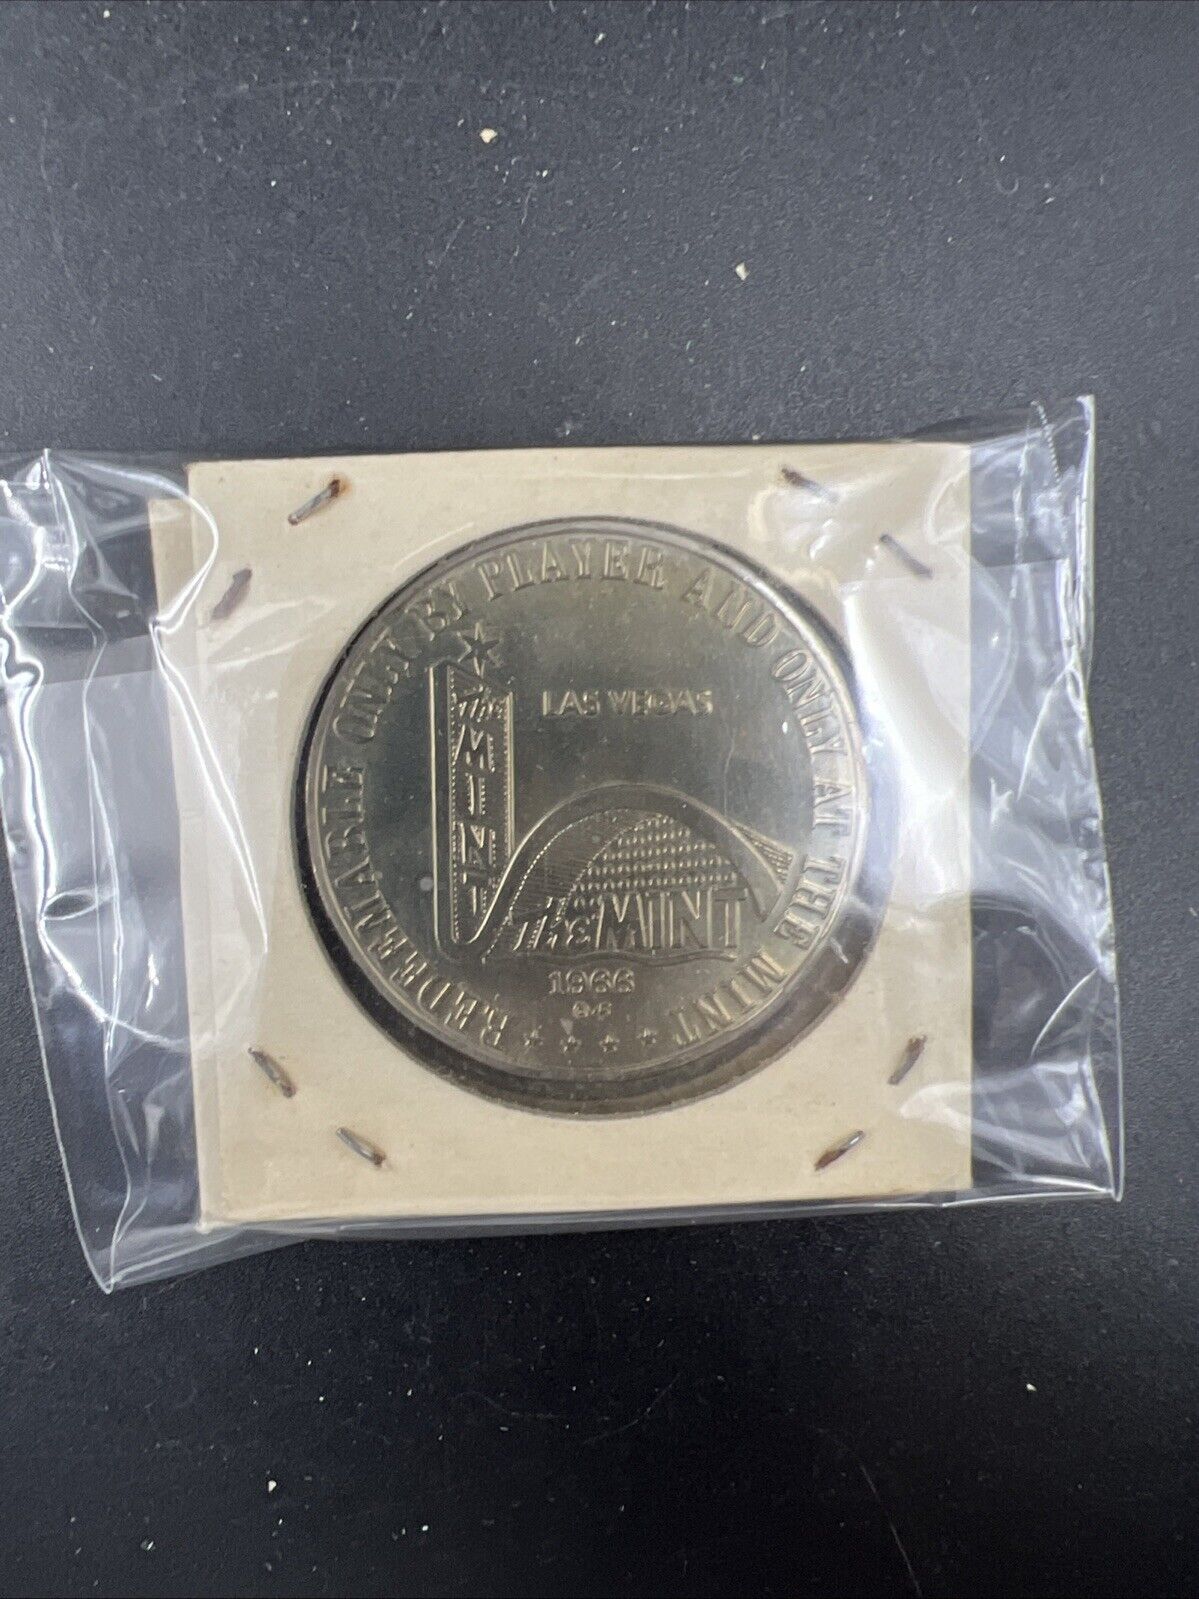 REDEEMABLE ONLY BY PLAYER AND ONLY AT THE MINT
The MINT
LAS VEGAS
The MINT
1966